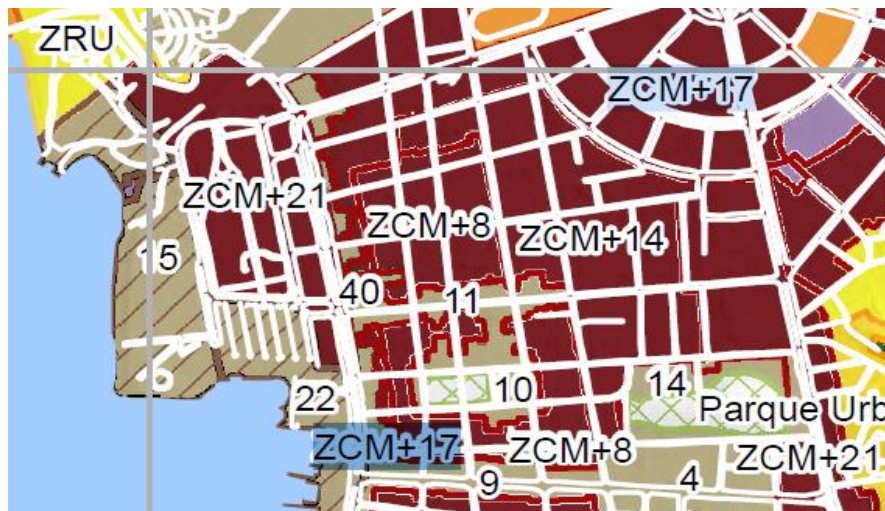 ZRU
ZCM+17
ZCM+21
ZCM+8
ZCM+14
15
40
11
6
22
10
14
Parque Urb
ZCM+17
ZCM+8
ZCM+21
9
4